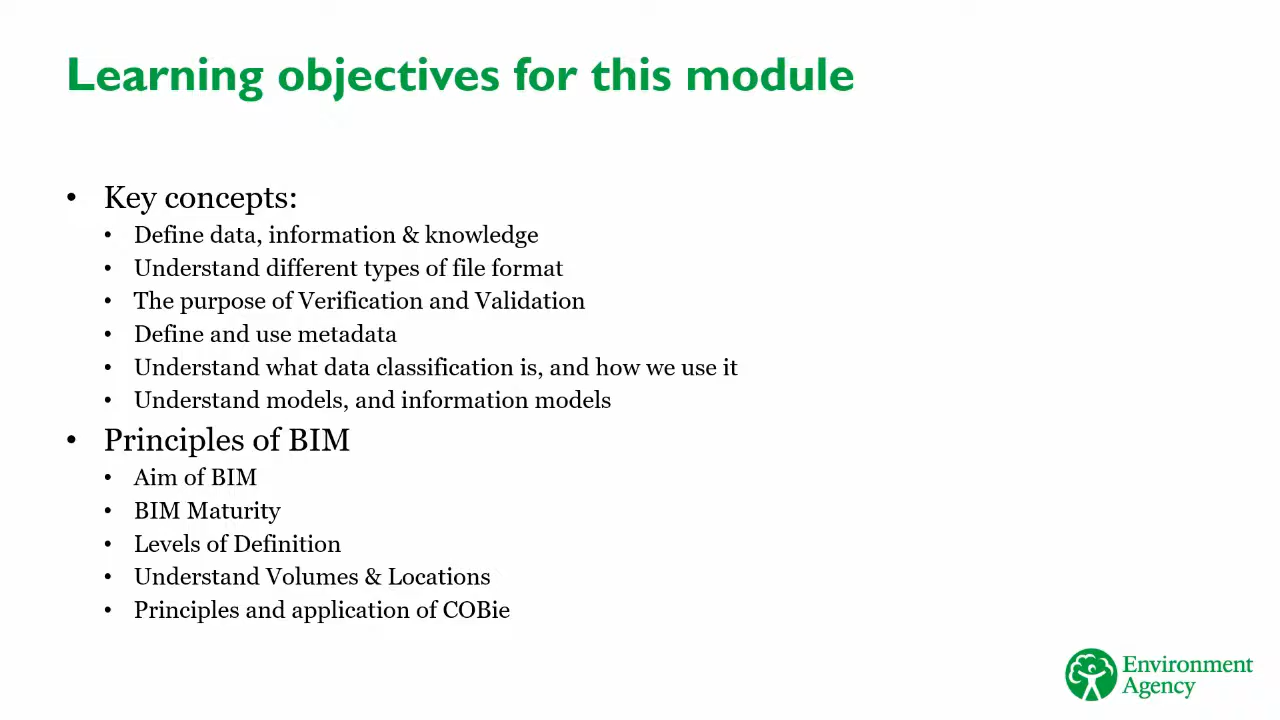 Learning objectives for this module
• Key concepts:
• Define data, information & knowledge
• Understand different types of file format
• The purpose of Verification and Validation
• Define and use metadata
• Understand what data classification is, and how we use it
• Understand models, and information models
• Principles of BIM
• Aim of BIM
• BIM Maturity
• Levels of Definition
• Understand Volumes & Locations
• Principles and application of COBie
Environment
Agency